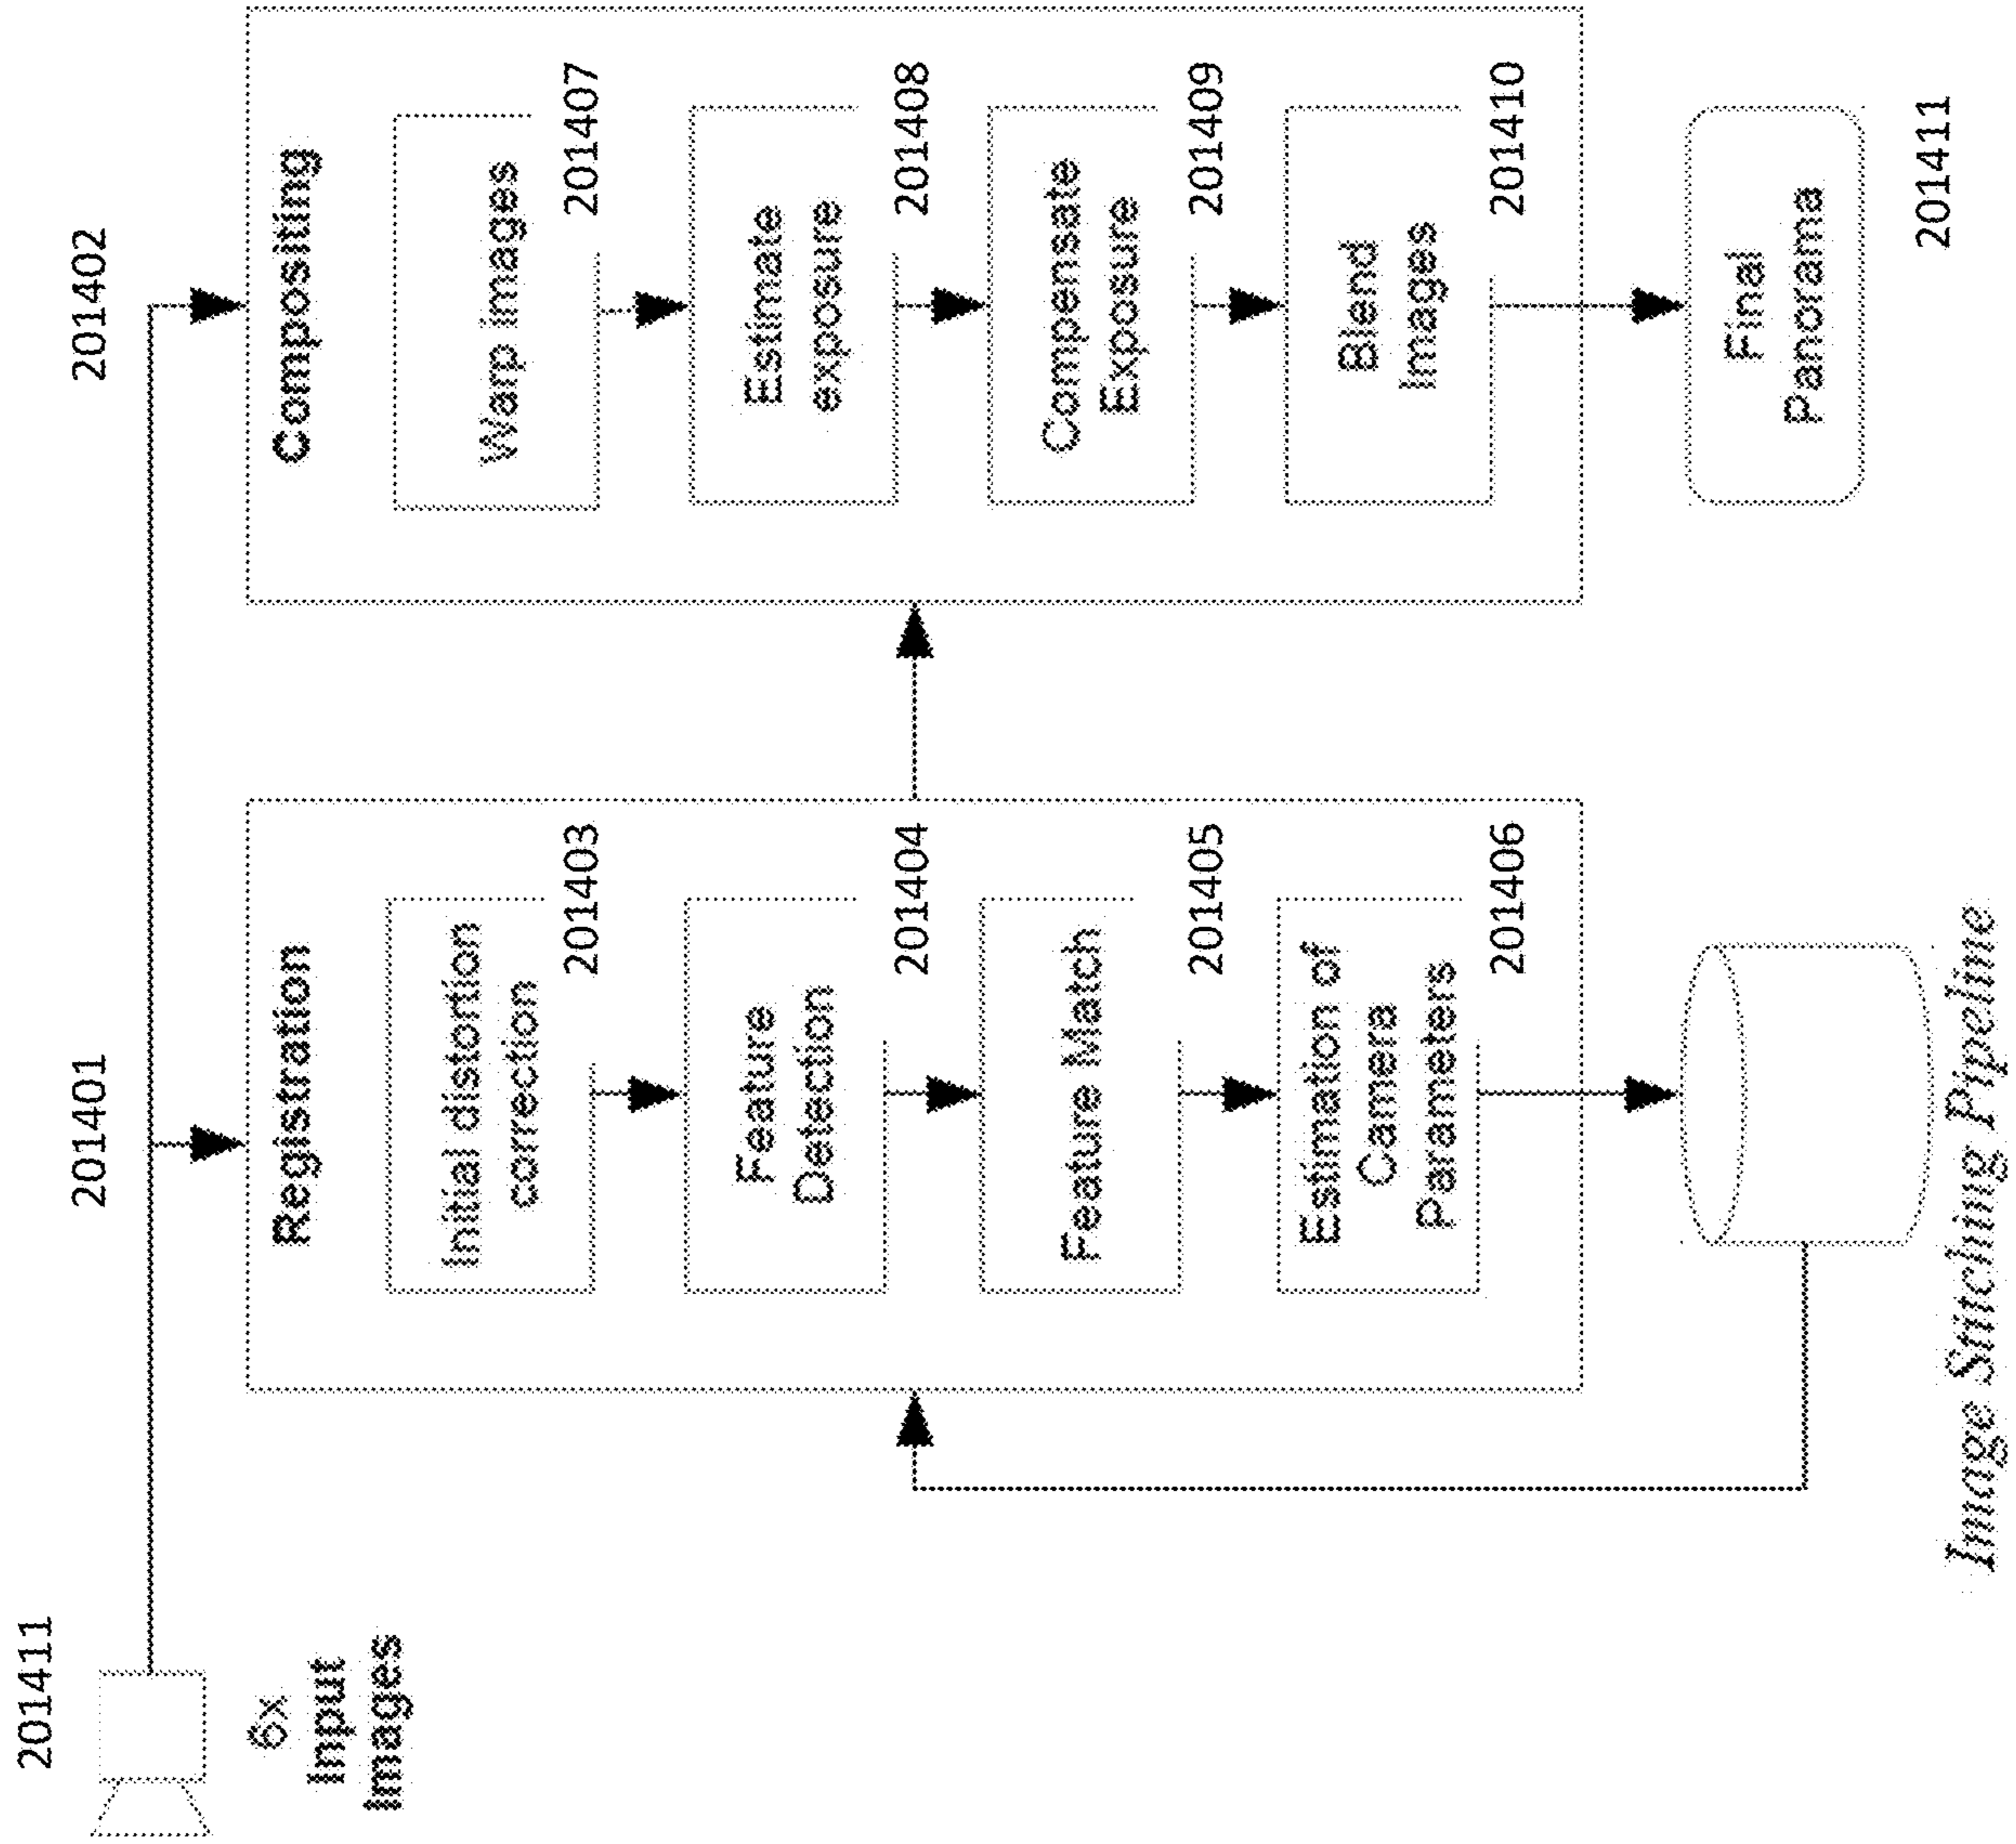 201411
6x
Input
Images
201401
Registration
Initial distortion
correction
201403
Feature
Detection
201404
Feature Match
201405
Estimation of
Camera
Parameters
201406
201402
Compositing
Warp images
201407
Estimate
exposure
201408
Compensate
Exposure
201409
Blend
Images
201410
Final
Panorama
201411
Image Stitching Pipeline